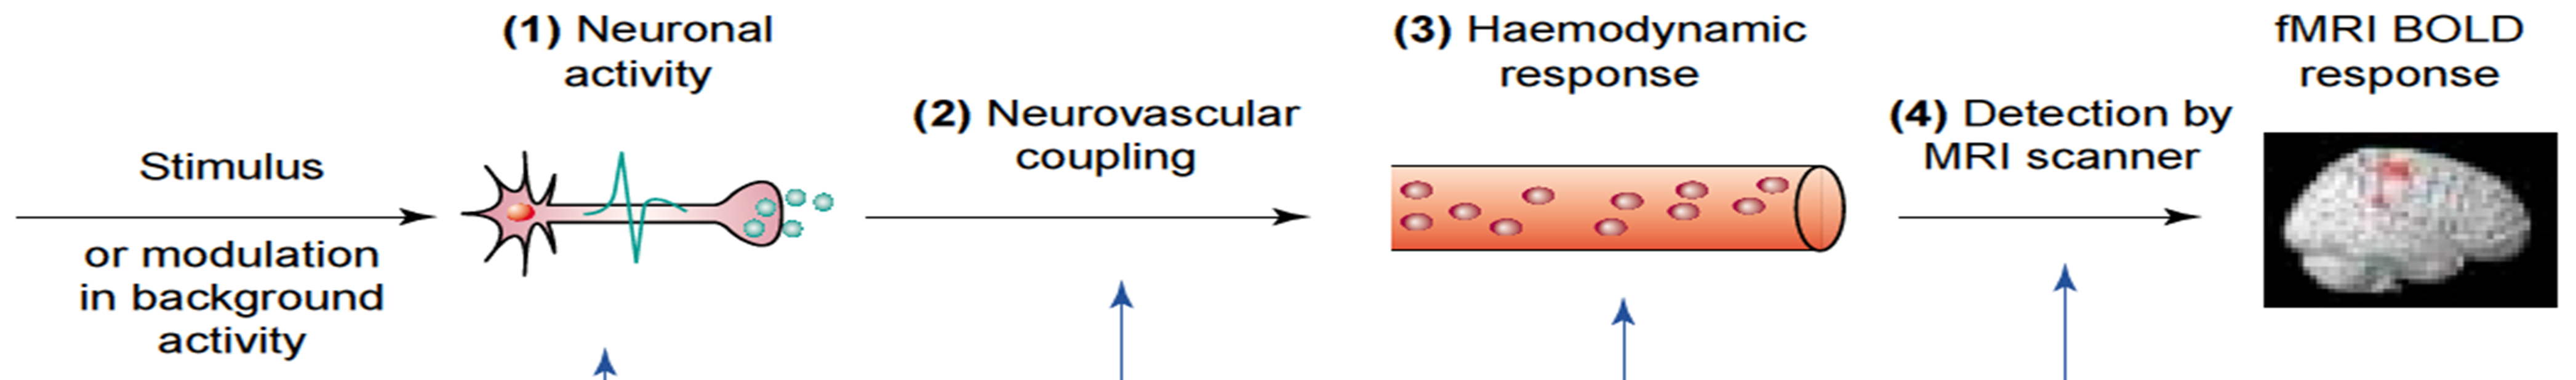 Stimulus
or modulation
in background
activity
(1) Neuronal
activity
(2) Neurovascular
coupling
(3) Haemodynamic
response
(4) Detection by
MRI scanner
fMRI BOLD
response